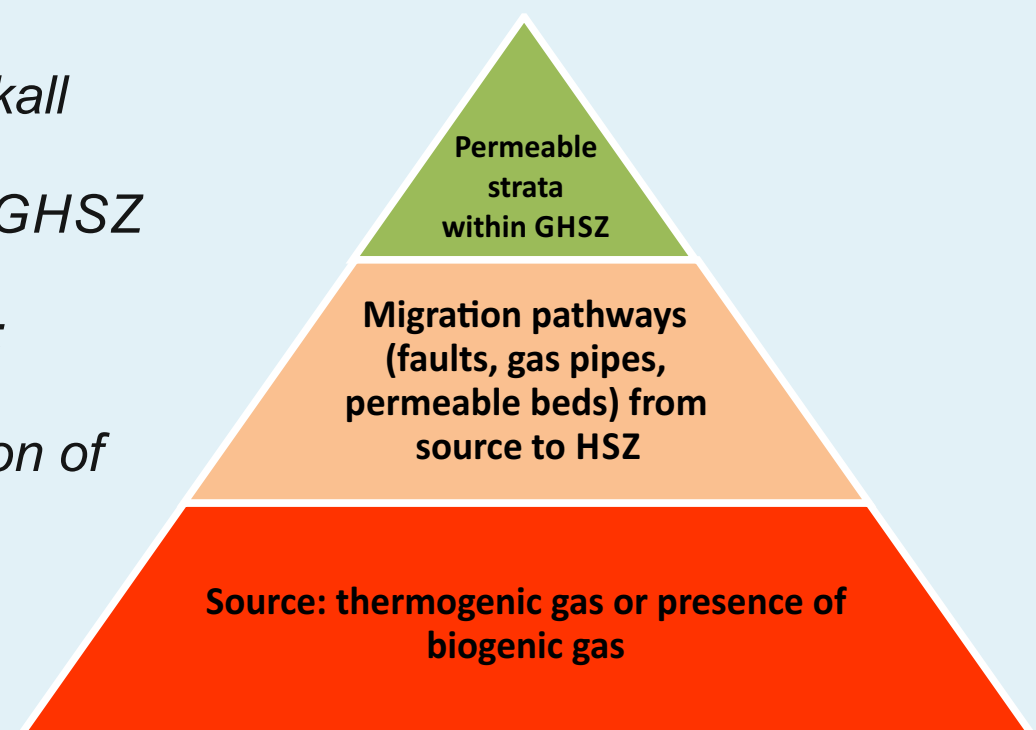 kall
GHSZ
on of
Permeable
strata
within GHSZ
Migration pathways
(faults, gas pipes,
permeable beds) from
source to HSZ
Source: thermogenic gas or presence of
biogenic gas